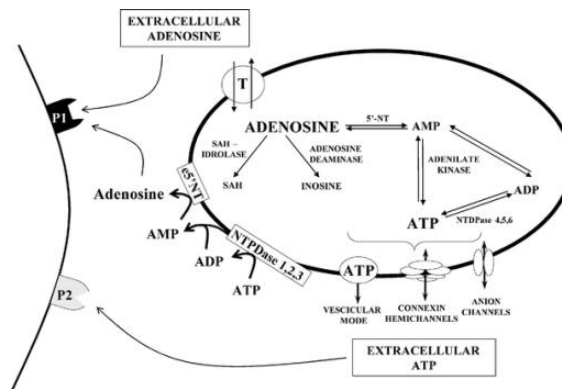 EXTRACELLULAR
ADENOSINE
P1
T
ADENOSINE
5'-NT
AMP
SAH –
IDROLASE
ADENOSINE
DEAMINASE
ADENILATE
KINASE
SAH
INOSINE
ADP
ATP
NTDPase 4,5,6
e5'NT
Adenosine
AMP
ADP
ATP
NTPDase 1,2,3
ATP
VESCICULAR
MODE
CONNEXIN
HEMICHANNELS
ANION
CHANNELS
P2
EXTRACELLULAR
ATP